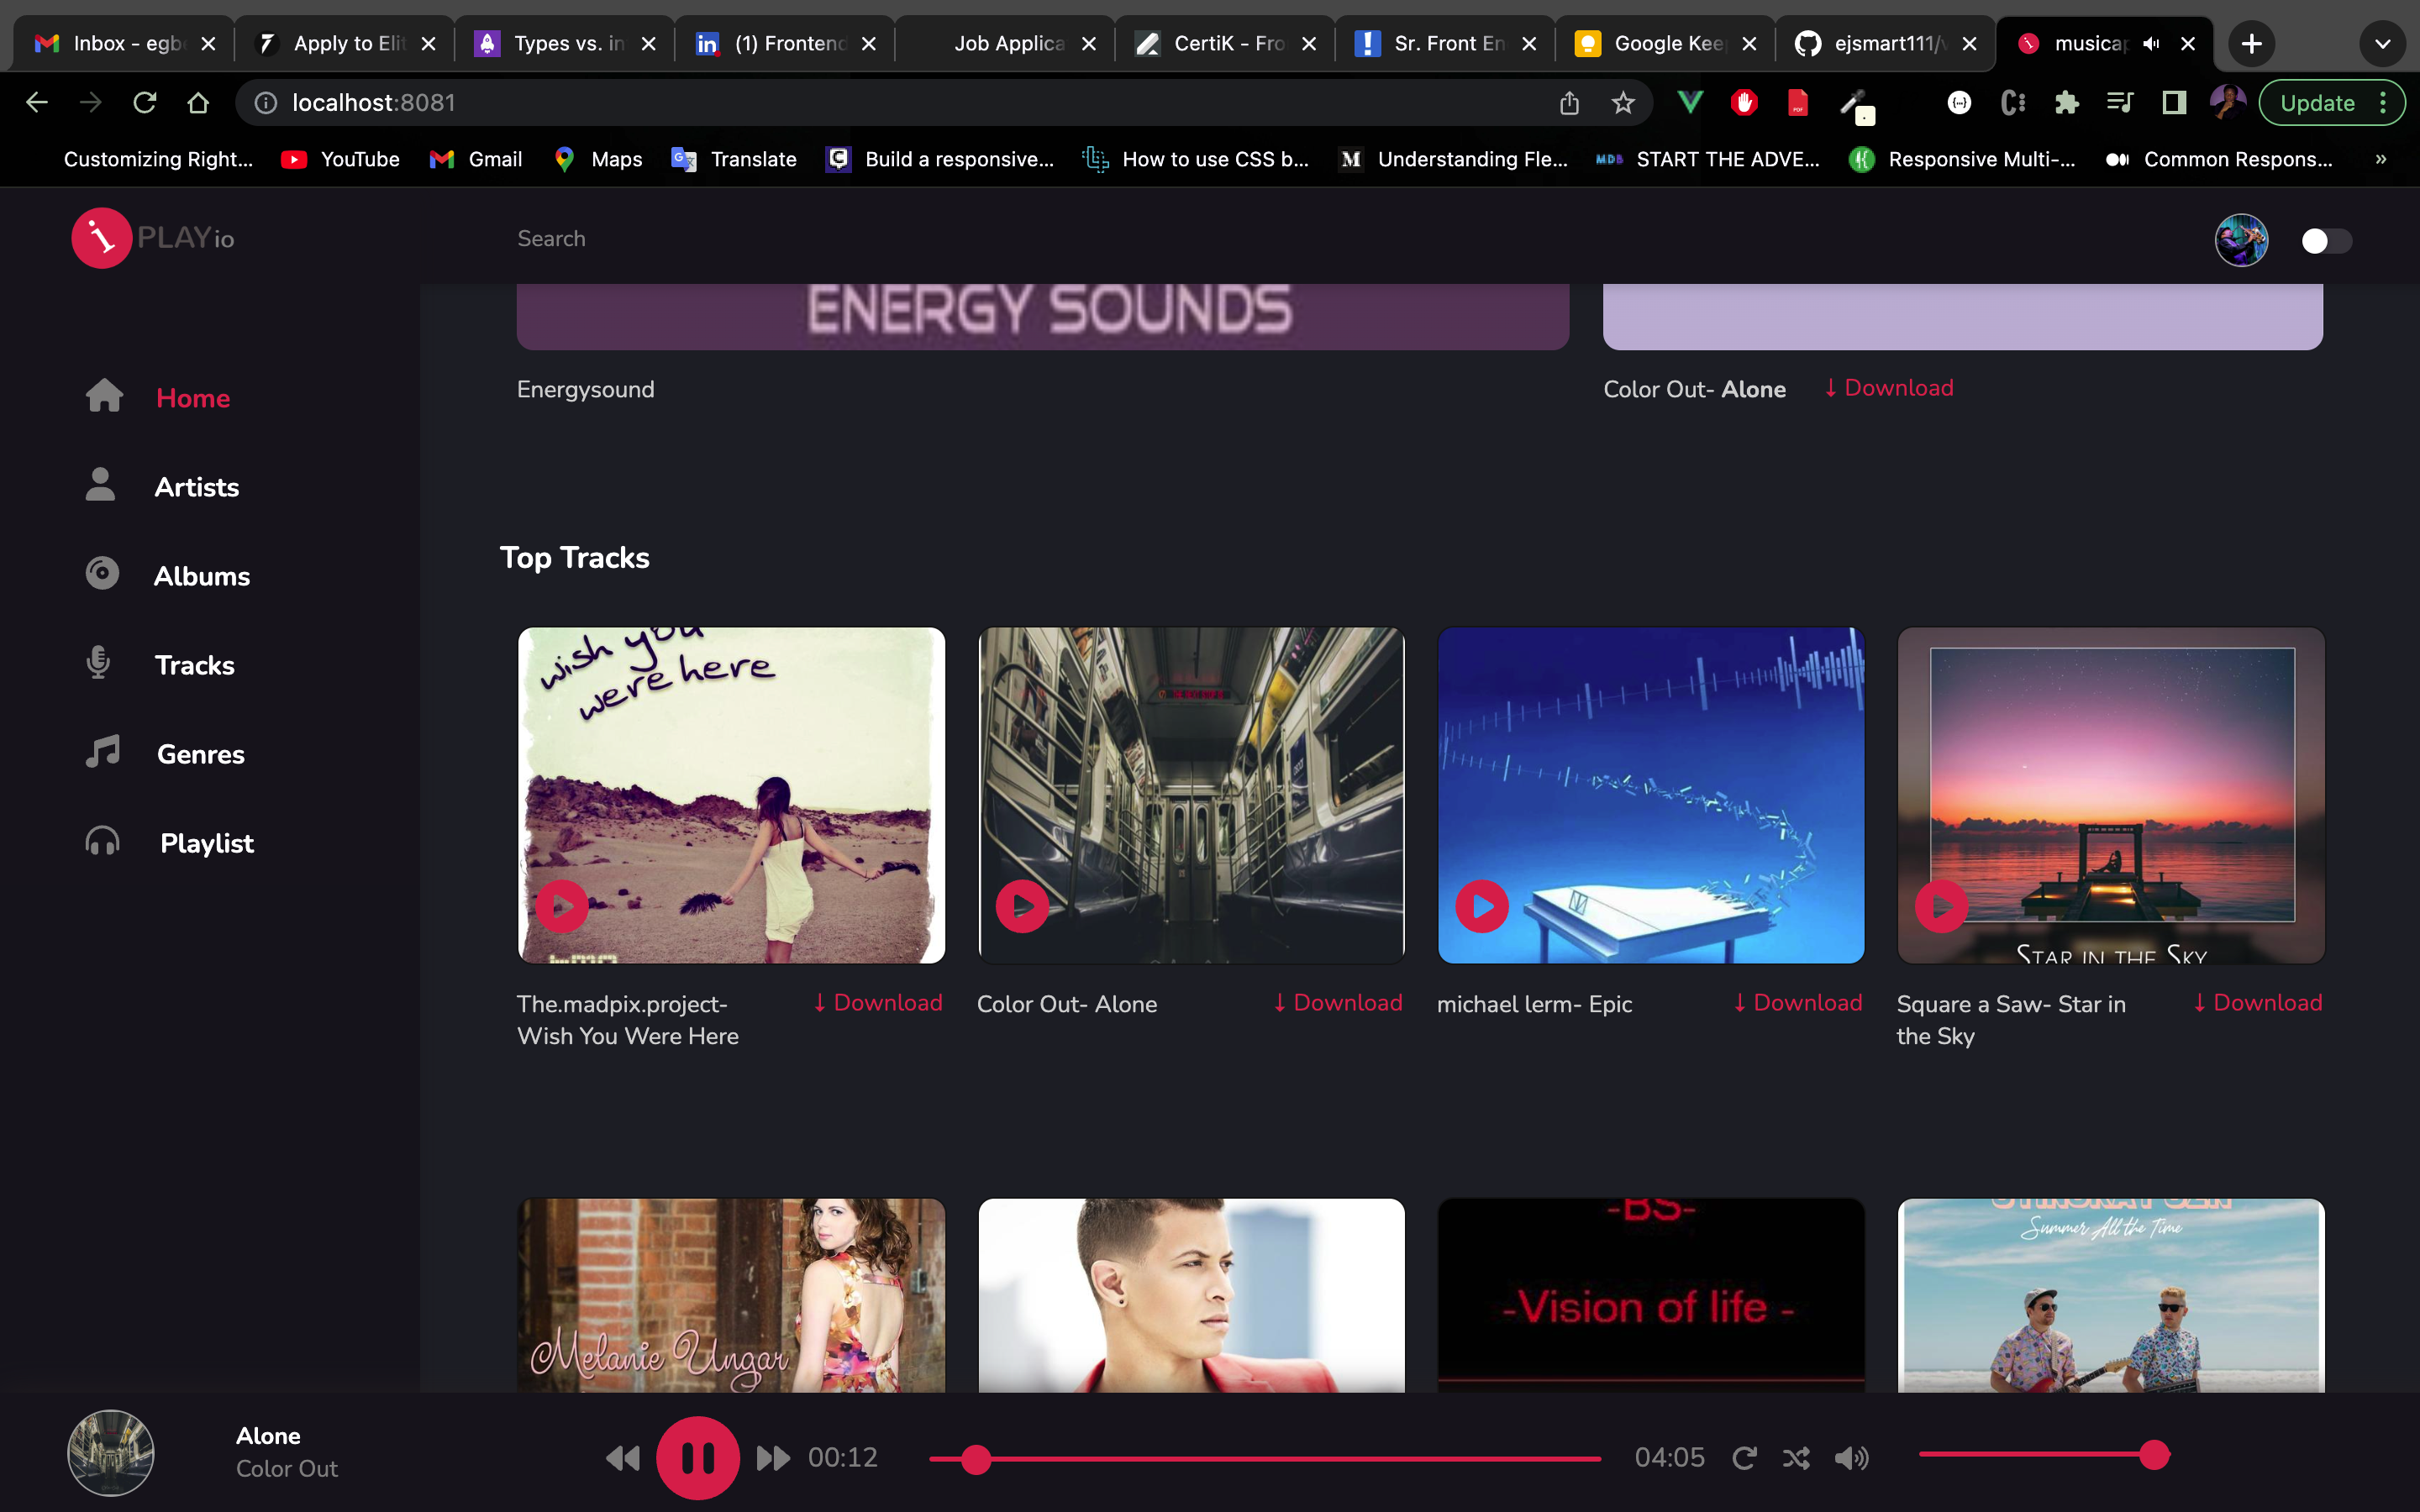 Inbox - egb
Apply to Elit
Types vs. in
(1) Frontend
Job Applica
CertiK - Fro
Sr. Front En
Google Kee
ejsmart111/v
musicap
localhost:8081
Update
Customizing Right...
YouTube
Gmail
Maps
Translate
Build a responsive...
How to use CSS b...
Understanding Fle...
START THE ADVE...
Responsive Multi-...
Common Respons...
»
i PLAY io
Search
Home
Artists
Albums
Tracks
Genres
Playlist
ENERGY SOUNDS
Energysound
Color Out- Alone
Download
Top Tracks
wish you
were here
STAR IN THE SKY
The.madpix.project-
Wish You Were Here
Download
Color Out- Alone
Download
michael lerm- Epic
Download
Square a Saw- Star in
the Sky
Download
Melanie Ungar
-BS-
-Vision of life -
Summer All the Time
Alone
Color Out
00:12
04:05